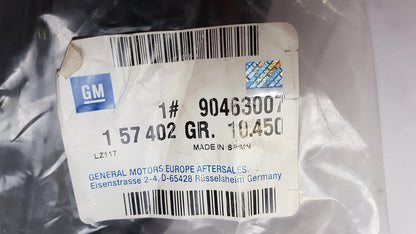 GM
1# 90463007
1 57 402 GR. 10.450
LZ117 MADE IN SPAIN
GENERAL MOTORS EUROPE AFTERSALES.
Eisenstrasse 2-4, D-65428 Rüsselsheim Germany